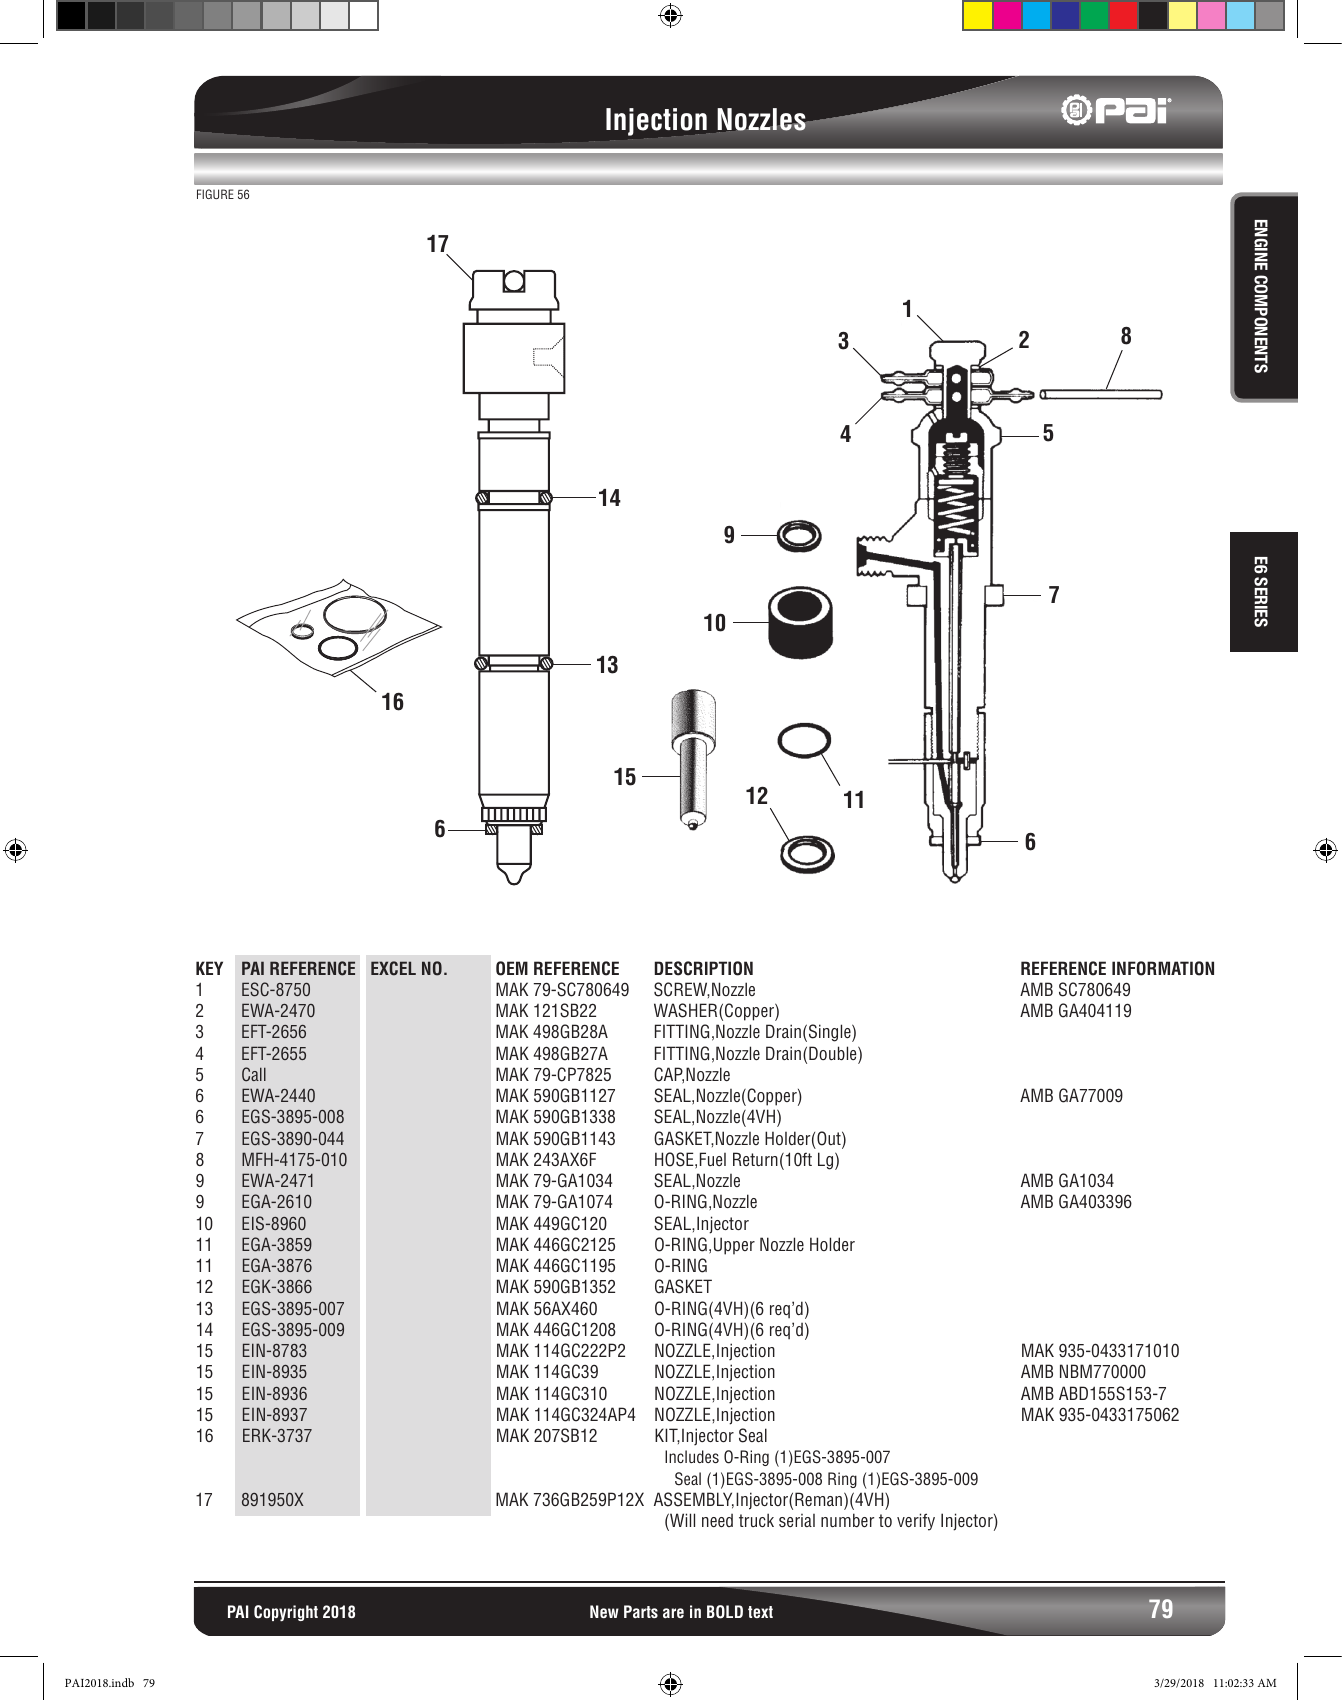 Injection Nozzles
PAI
pai
FIGURE 56
ENGINE COMPONENTS
E6 SERIES
17
1
3
2
8
4
5
14
9
7
10
13
16
15
12
11
6
6
KEY PAI REFERENCE EXCEL NO. OEM REFERENCE DESCRIPTION REFERENCE INFORMATION
1 ESC-8750 MAK 79-SC780649 SCREW,Nozzle AMB SC780649
2 EWA-2470 MAK 121SB22 WASHER(Copper) AMB GA404119
3 EFT-2656 MAK 498GB28A FITTING,Nozzle Drain(Single)
4 EFT-2655 MAK 498GB27A FITTING,Nozzle Drain(Double)
5 Call MAK 79-CP7825 CAP,Nozzle
6 EWA-2440 MAK 590GB1127 SEAL,Nozzle(Copper) AMB GA77009
6 EGS-3895-008 MAK 590GB1338 SEAL,Nozzle(4VH)
7 EGS-3890-044 MAK 590GB1143 GASKET,Nozzle Holder(Out)
8 MFH-4175-010 MAK 243AX6F HOSE,Fuel Return(10ft Lg)
9 EWA-2471 MAK 79-GA1034 SEAL,Nozzle AMB GA1034
9 EGA-2610 MAK 79-GA1074 O-RING,Nozzle AMB GA403396
10 EIS-8960 MAK 449GC120 SEAL,Injector
11 EGA-3859 MAK 446GC2125 O-RING,Upper Nozzle Holder
11 EGA-3876 MAK 446GC1195 O-RING
12 EGK-3866 MAK 590GB1352 GASKET
13 EGS-3895-007 MAK 56AX460 O-RING(4VH)(6 req’d)
14 EGS-3895-009 MAK 446GC1208 O-RING(4VH)(6 req’d)
15 EIN-8783 MAK 114GC222P2 NOZZLE,Injection MAK 935-0433171010
15 EIN-8935 MAK 114GC39 NOZZLE,Injection AMB NBM770000
15 EIN-8936 MAK 114GC310 NOZZLE,Injection AMB ABD155S153-7
15 EIN-8937 MAK 114GC324AP4 NOZZLE,Injection MAK 935-0433175062
16 ERK-3737 MAK 207SB12 KIT,Injector Seal
Includes O-Ring (1)EGS-3895-007
Seal (1)EGS-3895-008 Ring (1)EGS-3895-009
17 891950X MAK 736GB259P12X ASSEMBLY,Injector(Reman)(4VH)
(Will need truck serial number to verify Injector)
PAI Copyright 2018 New Parts are in BOLD text 79
PAI2018.indb 79 3/29/2018 11:02:33 AM